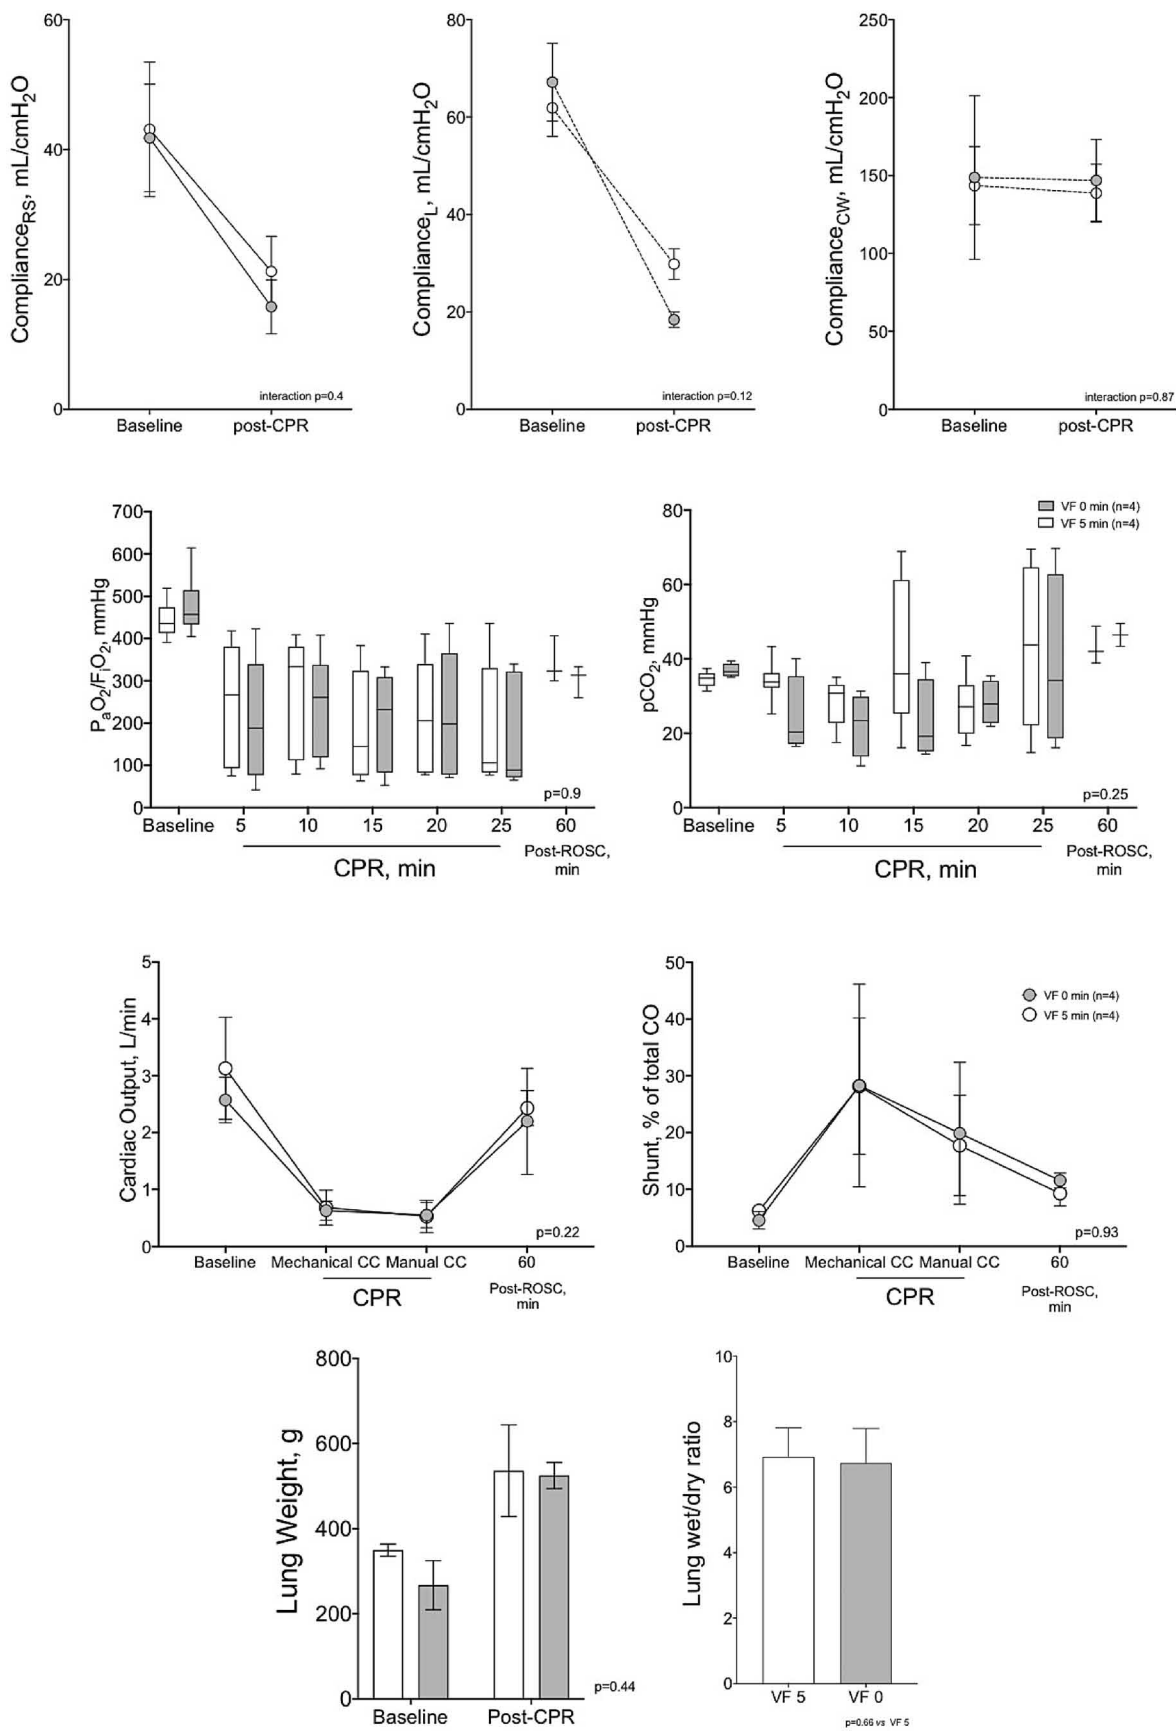 60
40
20
0
Compliance_RS, mL/cmH₂O
Baseline
post-CPR
interaction p=0.4
80
60
40
20
0
Compliance_L, mL/cmH₂O
Baseline
post-CPR
interaction p=0.12
250
200
150
100
50
0
Compliance_CW, mL/cmH₂O
Baseline
post-CPR
interaction p=0.87
700
600
500
400
300
200
100
0
PaO₂/FiO₂, mmHg
p=0.9
Baseline
5
10
15
20
25
60
CPR, min
Post-ROSC,
min
80
60
40
20
0
pCO₂, mmHg
VF 0 min (n=4)
VF 5 min (n=4)
p=0.25
Baseline
5
10
15
20
25
60
CPR, min
Post-ROSC,
min
5
4
3
2
1
0
Cardiac Output, L/min
p=0.22
Baseline
Mechanical CC
Manual CC
60
CPR
Post-ROSC,
min
50
40
30
20
10
0
Shunt, % of total CO
VF 0 min (n=4)
VF 5 min (n=4)
p=0.93
Baseline
Mechanical CC
Manual CC
60
CPR
Post-ROSC,
min
800
600
400
200
0
Lung Weight, g
Baseline
Post-CPR
p=0.44
10
8
6
4
2
0
Lung wet/dry ratio
VF 5
VF 0
p=0.66 vs VF 5